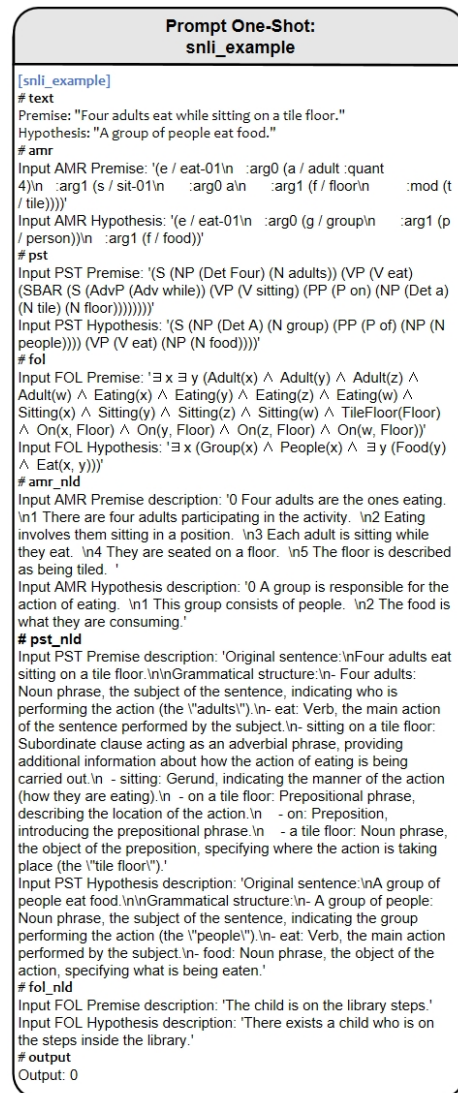 Prompt One-Shot:
snli_example
[snli_example]
# text
Premise: "Four adults eat while sitting on a tile floor."
Hypothesis: "A group of people eat food."
# amr
Input AMR Premise: '(e / eat-01\n   :arg0 (a / adult :quant
4)\n   :arg1 (s / sit-01\n      :arg0 a\n      :arg1 (f / floor\n         :mod (t
/ tile))))'
Input AMR Hypothesis: '(e / eat-01\n   :arg0 (g / group\n      :arg1 (p
/ person))\n   :arg1 (f / food))'
# pst
Input PST Premise: '(S (NP (Det Four) (N adults)) (VP (V eat)
(SBAR (S (AdvP (Adv while)) (VP (V sitting) (PP (P on) (NP (Det a)
(N tile) (N floor))))))))'
Input PST Hypothesis: '(S (NP (Det A) (N group) (PP (P of) (NP (N
people)))) (VP (V eat) (NP (N food))))'
# fol
Input FOL Premise: '∃ x ∃ y (Adult(x) ∧ Adult(y) ∧ Adult(z) ∧
Adult(w) ∧ Eating(x) ∧ Eating(y) ∧ Eating(z) ∧ Eating(w) ∧
Sitting(x) ∧ Sitting(y) ∧ Sitting(z) ∧ Sitting(w) ∧ TileFloor(Floor)
∧ On(x, Floor) ∧ On(y, Floor) ∧ On(z, Floor) ∧ On(w, Floor))'
Input FOL Hypothesis: '∃ x (Group(x) ∧ People(x) ∧ ∃ y (Food(y)
∧ Eat(x, y)))'
# amr_nld
Input AMR Premise description: '0 Four adults are the ones eating.
\n1 There are four adults participating in the activity.  \n2 Eating
involves them sitting in a position.  \n3 Each adult is sitting while
they eat.  \n4 They are seated on a floor.  \n5 The floor is described
as being tiled.  '
Input AMR Hypothesis description: '0 A group is responsible for the
action of eating.  \n1 This group consists of people.  \n2 The food is
what they are consuming.'
# pst_nld
Input PST Premise description: 'Original sentence:\nFour adults eat
sitting on a tile floor.\n\nGrammatical structure:\n- Four adults:
Noun phrase, the subject of the sentence, indicating who is
performing the action (the \"adults\").\n- eat: Verb, the main action
of the sentence performed by the subject.\n- sitting on a tile floor:
Subordinate clause acting as an adverbial phrase, providing
additional information about how the action of eating is being
carried out.\n  - sitting: Gerund, indicating the manner of the action
(how they are eating).\n  - on a tile floor: Prepositional phrase,
describing the location of the action.\n    - on: Preposition,
introducing the prepositional phrase.\n    - a tile floor: Noun phrase,
the object of the preposition, specifying where the action is taking
place (the \"tile floor\").'
Input PST Hypothesis description: 'Original sentence:\nA group of
people eat food.\n\nGrammatical structure:\n- A group of people:
Noun phrase, the subject of the sentence, indicating the group
performing the action (the \"people\").\n- eat: Verb, the main action
performed by the subject.\n- food: Noun phrase, the object of the
action, specifying what is being eaten.'
# fol_nld
Input FOL Premise description: 'The child is on the library steps.'
Input FOL Hypothesis description: 'There exists a child who is on
the steps inside the library.'
# output
Output: 0